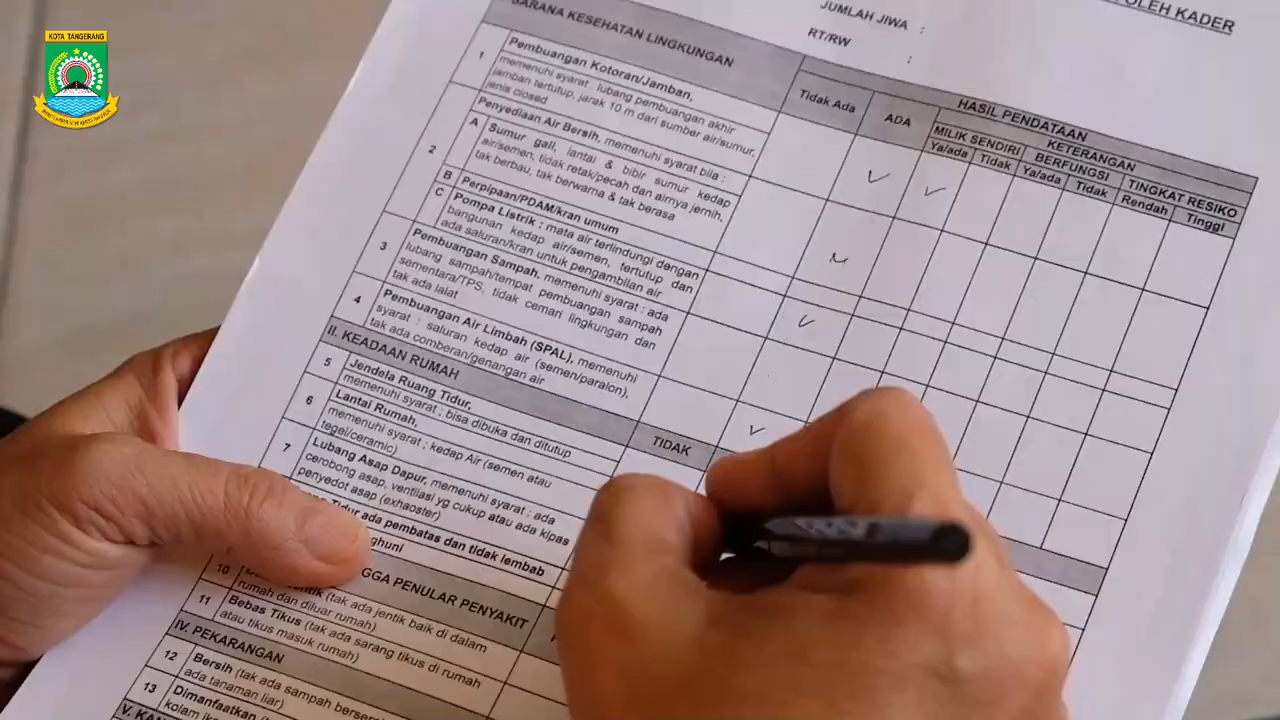 KOTA TANGERANG
OLEH KADER
JUMLAH JIWA :
RT/RW :
SARANA KESEHATAN LINGKUNGAN
Tidak Ada
ADA
HASIL PENDATAAN
KETERANGAN
MILIK SENDIRI
BERFUNGSI
TINGKAT RESIKO
Ya/ada
Tidak
Ya/ada
Tidak
Rendah
Tinggi
1
Pembuangan Kotoran/Jamban,
memenuhi syarat : lubang pembuangan akhir
jamban tertutup, jarak 10 m dari sumber air/sumur,
jenis closed
2
Penyediaan Air Bersih, memenuhi syarat bila :
A
Sumur gali, lantai & bibir sumur kedap
air/semen, tidak retak/pecah dan airnya jernih,
tak berbau, tak berwarna & tak berasa
B
Perpipaan/PDAM/kran umum
C
Pompa Listrik : mata air terlindungi dengan
bangunan kedap air/semen, tertutup dan
ada saluran/kran untuk pengambilan air
3
Pembuangan Sampah, memenuhi syarat : ada
lubang sampah/tempat pembuangan sampah
sementara/TPS, tidak cemari lingkungan dan
tak ada lalat
4
Pembuangan Air Limbah (SPAL), memenuhi
syarat : saluran kedap air (semen/paralon),
tak ada comberan/genangan air
II. KEADAAN RUMAH
TIDAK
5
Jendela Ruang Tidur,
memenuhi syarat : bisa dibuka dan ditutup
6
Lantai Rumah,
memenuhi syarat : kedap Air (semen atau
tegel/ceramic)
7
Lubang Asap Dapur, memenuhi syarat : ada
cerobong asap, ventilasi yg cukup atau ada kipas
penyedot asap (exhaoster)
Tidur ada pembatas dan tidak lembab
ghuni
GGA PENULAR PENYAKIT
10
(tak ada jentik baik di dalam
rumah dan diluar rumah)
11
Bebas Tikus (tak ada sarang tikus di rumah
atau tikus masuk rumah)
IV. PEKARANGAN
12
Bersih (tak ada sampah
ada tanaman liar)
13
Dimanfaatkan
kolam